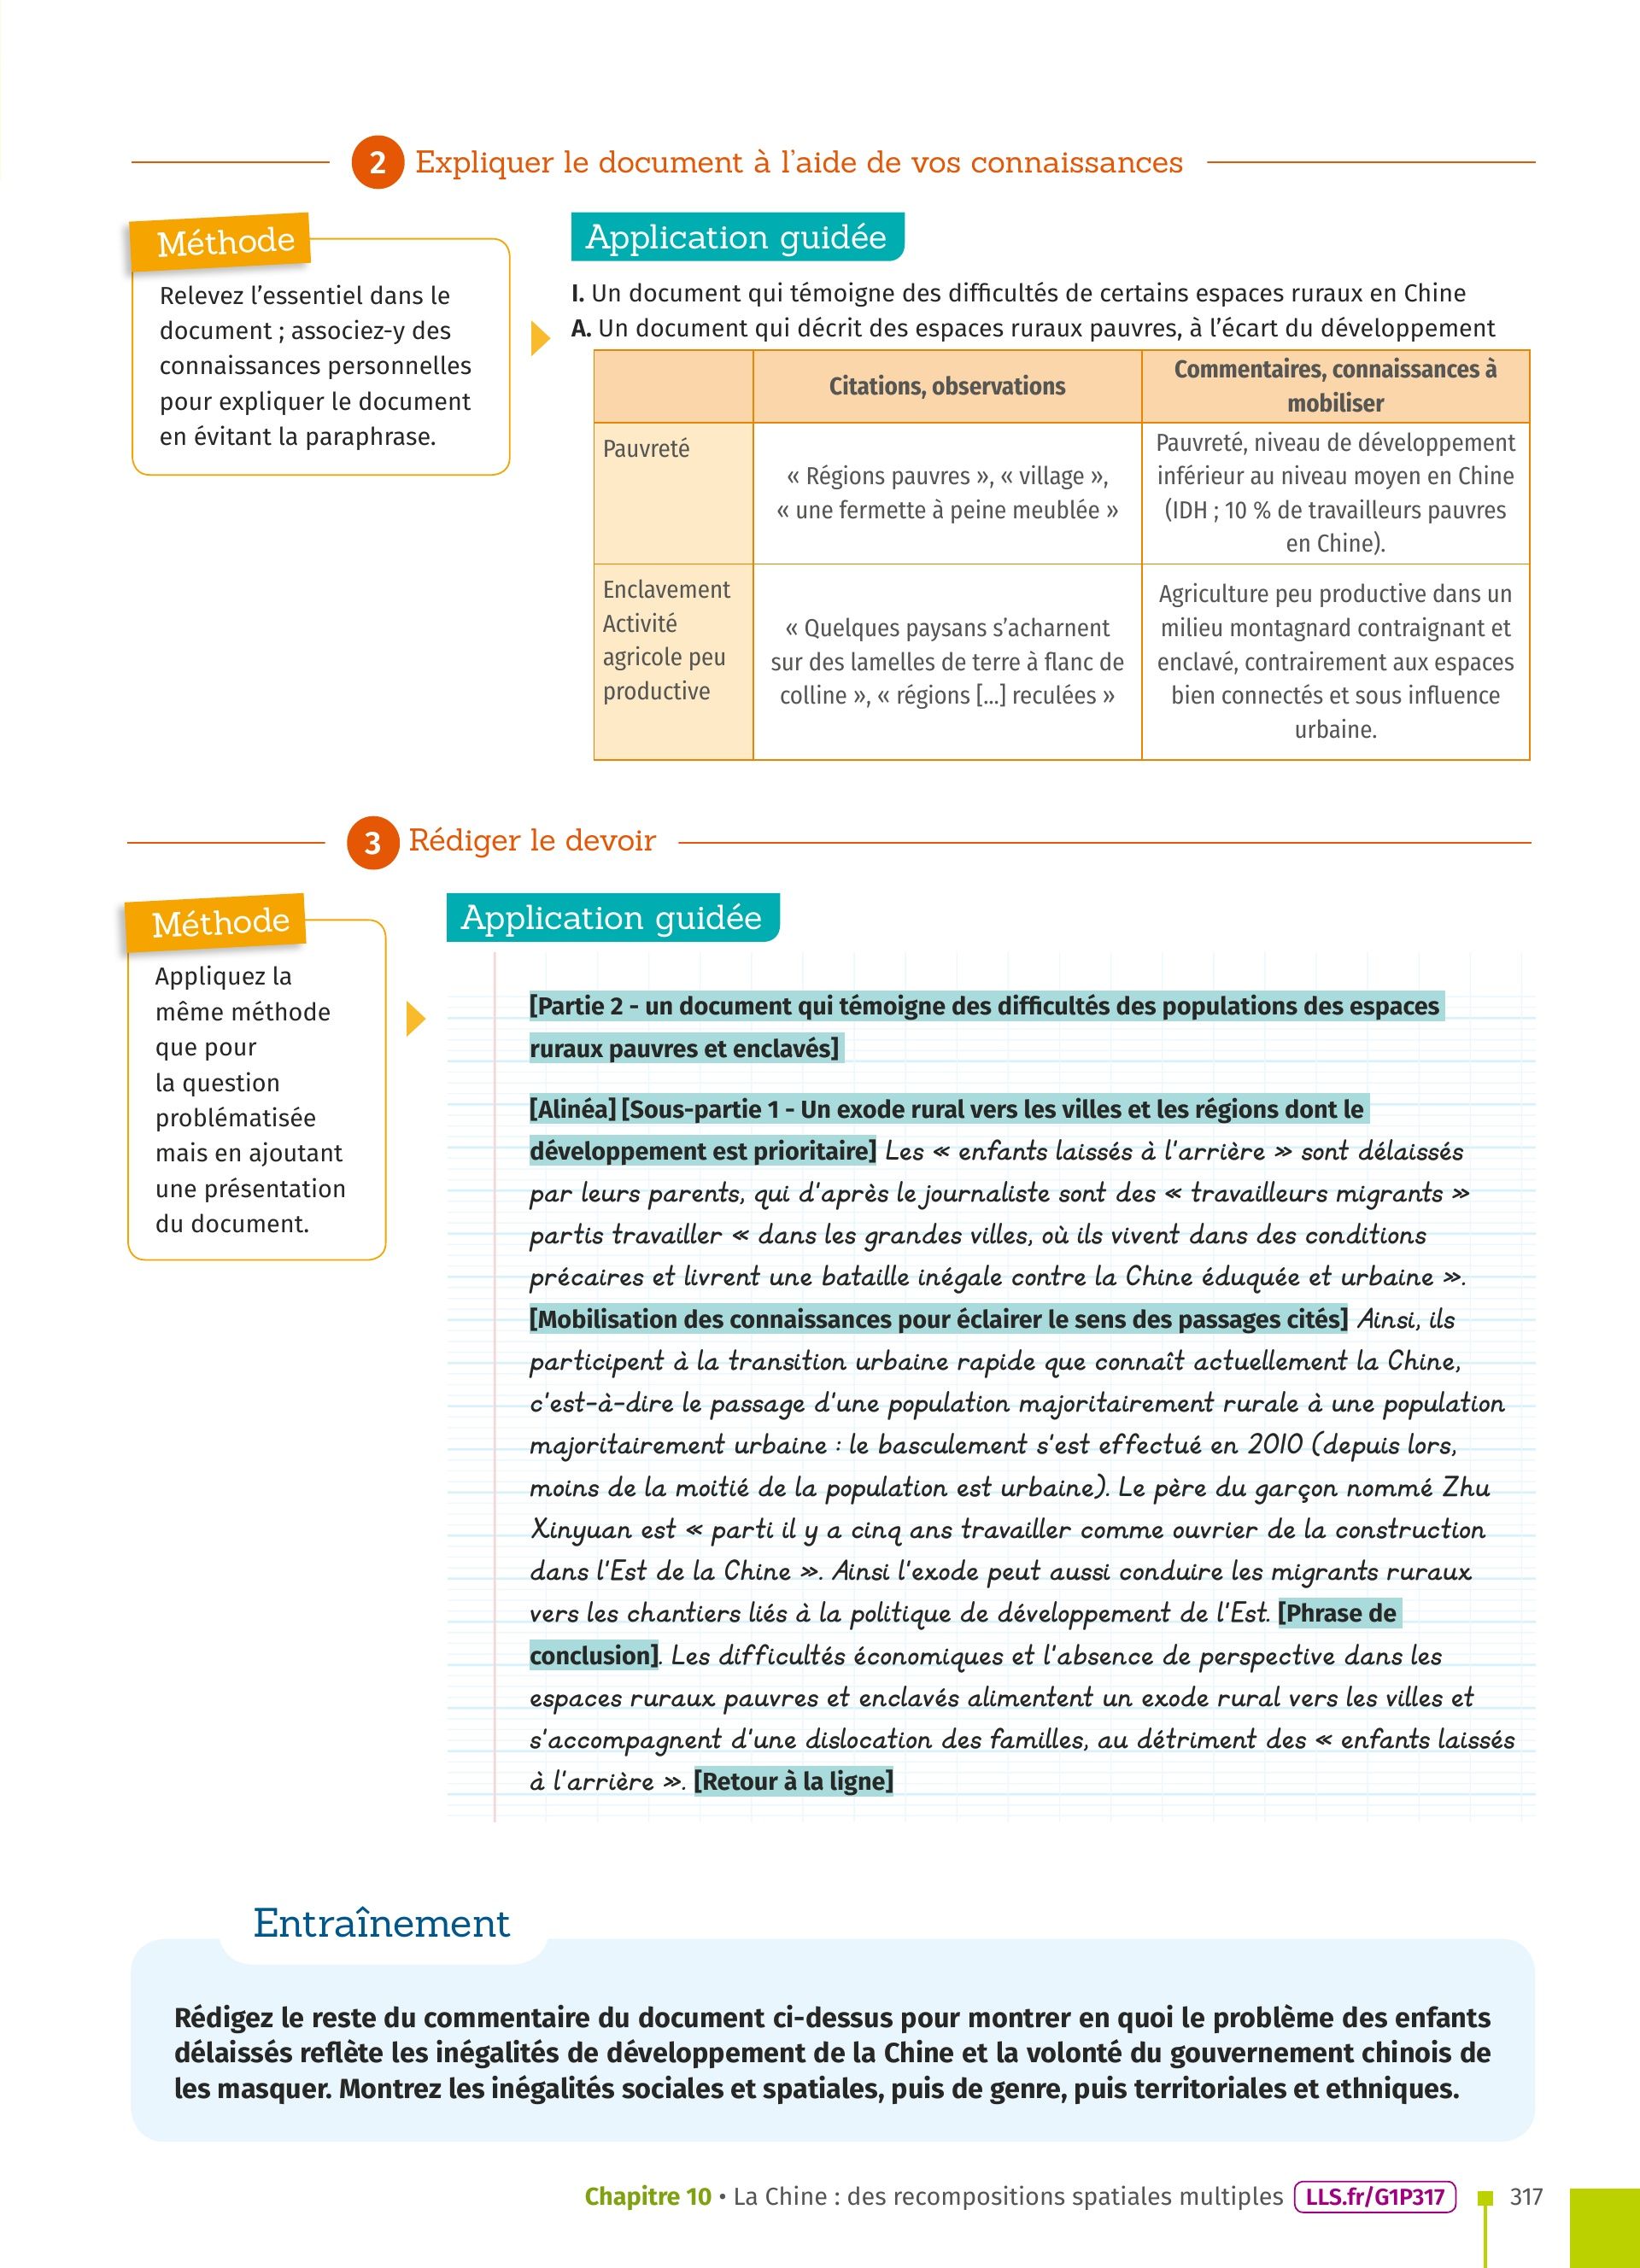 2 Expliquer le document à l'aide de vos connaissances
Méthode
Relevez l'essentiel dans le
document ; associez-y des
connaissances personnelles
pour expliquer le document
en évitant la paraphrase.
Application guidée
I. Un document qui témoigne des difficultés de certains espaces ruraux en Chine
A. Un document qui décrit des espaces ruraux pauvres, à l'écart du développement
Citations, observations
Commentaires, connaissances à
mobiliser
Pauvreté
« Régions pauvres », « village »,
« une fermette à peine meublée »
Pauvreté, niveau de développement
inférieur au niveau moyen en Chine
(IDH ; 10 % de travailleurs pauvres
en Chine).
Enclavement
Activité
agricole peu
productive
« Quelques paysans s'acharnent
sur des lamelles de terre à flanc de
colline », « régions [...] reculées »
Agriculture peu productive dans un
milieu montagnard contraignant et
enclavé, contrairement aux espaces
bien connectés et sous influence
urbaine.
3 Rédiger le devoir
Méthode
Appliquez la
même méthode
que pour
la question
problématisée
mais en ajoutant
une présentation
du document.
Application guidée
[Partie 2 - un document qui témoigne des difficultés des populations des espaces
ruraux pauvres et enclavés]
[Alinéa] [Sous-partie 1 - Un exode rural vers les villes et les régions dont le
développement est prioritaire] Les « enfants laissés à l'arrière » sont délaissés
par leurs parents, qui d'après le journaliste sont des « travailleurs migrants »
partis travailler « dans les grandes villes, où ils vivent dans des conditions
précaires et livrent une bataille inégale contre la Chine éduquée et urbaine ».
[Mobilisation des connaissances pour éclairer le sens des passages cités] Ainsi, ils
participent à la transition urbaine rapide que connaît actuellement la Chine,
c'est-à-dire le passage d'une population majoritairement rurale à une population
majoritairement urbaine : le basculement s'est effectué en 2010 (depuis lors,
moins de la moitié de la population est urbaine). Le père du garçon nommé Zhu
Xinyuan est « parti il y a cinq ans travailler comme ouvrier de la construction
dans l'Est de la Chine ». Ainsi l'exode peut aussi conduire les migrants ruraux
vers les chantiers liés à la politique de développement de l'Est. [Phrase de
conclusion]. Les difficultés économiques et l'absence de perspective dans les
espaces ruraux pauvres et enclavés alimentent un exode rural vers les villes et
s'accompagnent d'une dislocation des familles, au détriment des « enfants laissés
à l'arrière ». [Retour à la ligne]
Entraînement
Rédigez le reste du commentaire du document ci-dessus pour montrer en quoi le problème des enfants
délaissés reflète les inégalités de développement de la Chine et la volonté du gouvernement chinois de
les masquer. Montrez les inégalités sociales et spatiales, puis de genre, puis territoriales et ethniques.
Chapitre 10 • La Chine : des recompositions spatiales multiples LLS.fr/G1P317 317